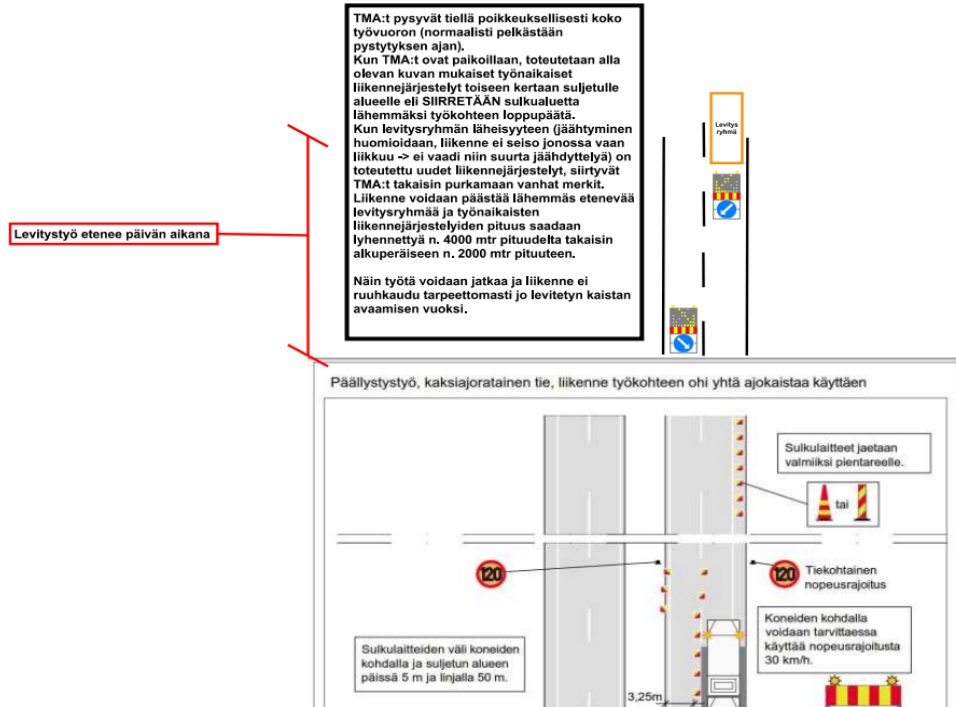 TMA:t pysyvät tiellä poikkeuksellisesti koko
työvuoron (normaalisti pelkästään
pystytyksen ajan).
Kun TMA:t ovat paikoillaan, toteutetaan alla
olevan kuvan mukaiset työnaikaiset
liikennejärjestelyt toiseen kertaan suljetulle
alueelle eli SIIRRETÄÄN sulkualuetta
lähemmäksi työkohteen loppupäätä.
Kun levitysryhmän läheisyyteen (jäähtyminen
huomioidaan, liikenne ei seiso jonossa vaan
liikkuu -> ei vaadi niin suurta jäähdyttelyä) on
toteutettu uudet liikennejärjestelyt, siirtyvät
TMA:t takaisin purkamaan vanhat merkit.
Liikenne voidaan päästää lähemmäs etenevää
levitysryhmää ja työnaikaisten
liikennejärjestelyiden pituus saadaan
lyhennettyä n. 4000 mtr pituudelta takaisin
alkuperäiseen n. 2000 mtr pituuteen.
Näin työtä voidaan jatkaa ja liikenne ei
ruuhkaudu tarpeettomasti jo levitetyn kaistan
avaamisen vuoksi.
Levitys
ryhmä
Levitystyö etenee päivän aikana
Päällystystyö, kaksiajoratainen tie, liikenne työkohteen ohi yhtä ajokaistaa käyttäen
Sulkulaitteet jaetaan
valmiiksi pientareelle.
tai
120
120
Tiekohtainen
nopeusrajoitus
Koneiden kohdalla
voidaan tarvittaessa
käyttää nopeusrajoitusta
30 km/h.
Sulkulaitteiden väli koneiden
kohdalla ja suljetun alueen
päissä 5 m ja linjalla 50 m.
3,25m